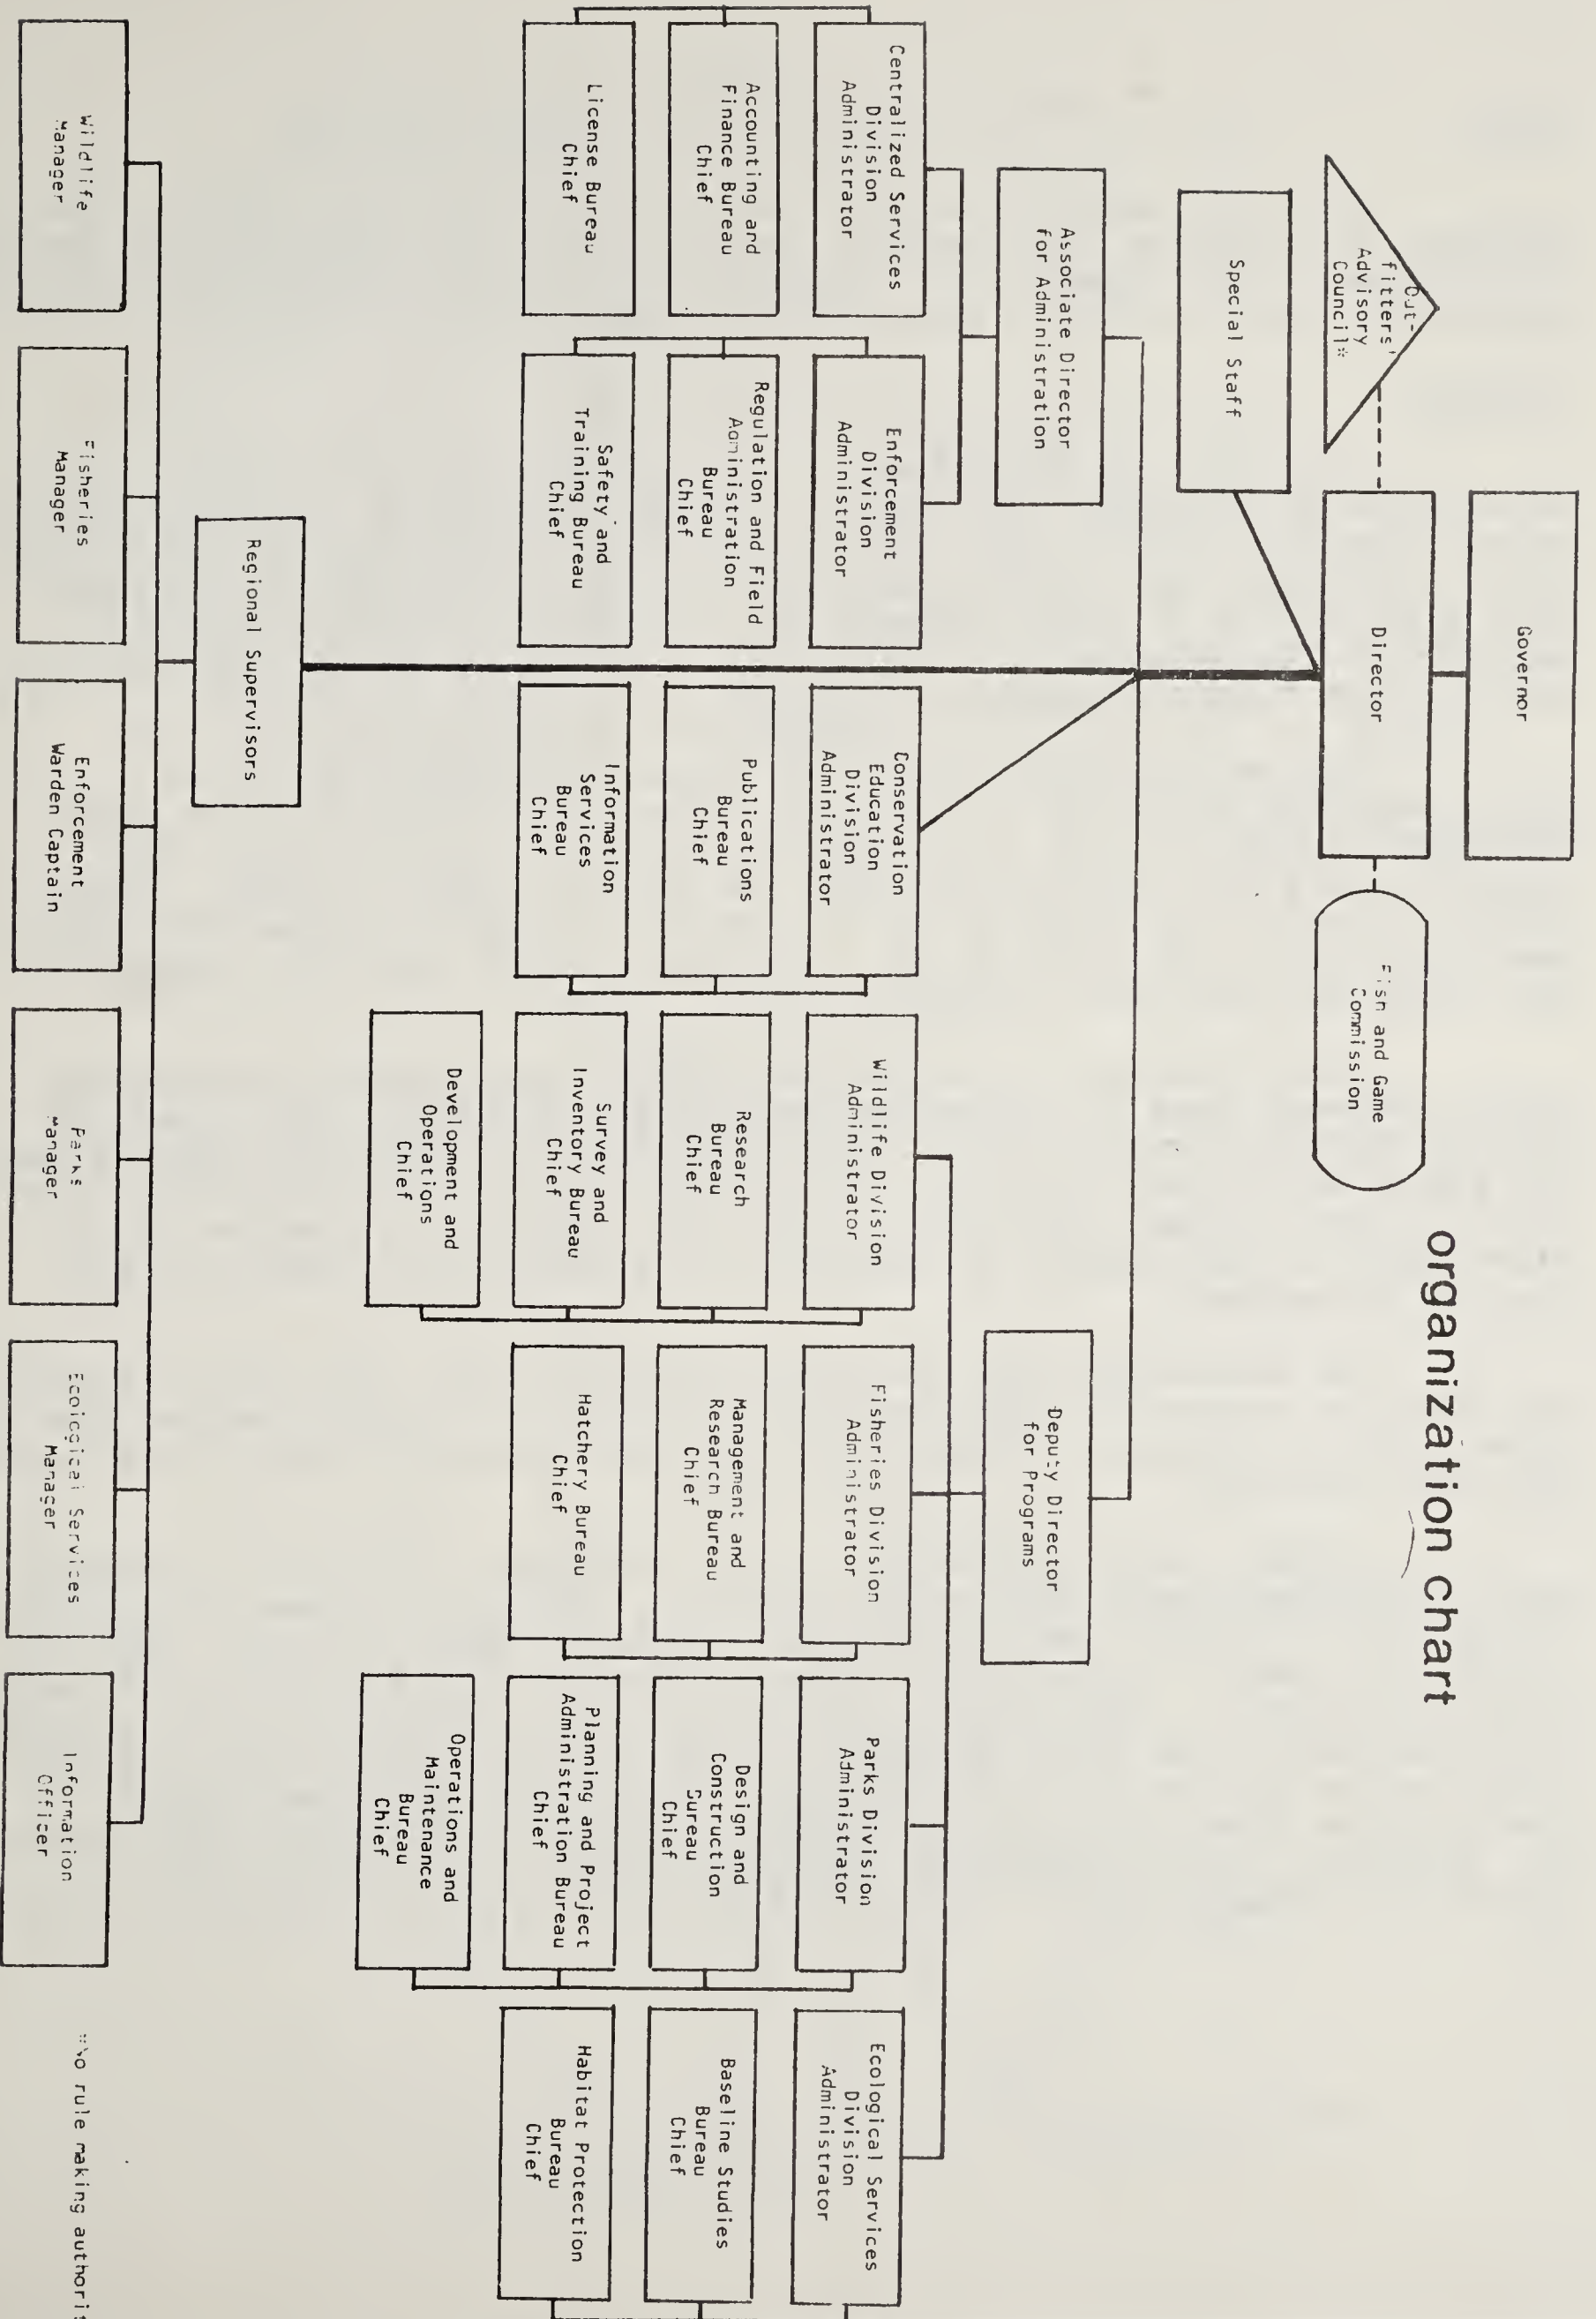 organization chart
Governor
Director
Out-
fitters'
Advisory
Council*
Fish and Game
Commission
Special Staff
Associate Director
for Administration
Deputy Director
for Programs
Centralized Services
Division
Administrator
Accounting and
Finance Bureau
Chief
License Bureau
Chief
Enforcement
Division
Administrator
Regulation and Field
Administration
Bureau
Chief
Safety and
Training Bureau
Chief
Conservation
Education
Division
Administrator
Publications
Bureau
Chief
Information
Services
Bureau
Chief
Wildlife Division
Administrator
Research
Bureau
Chief
Survey and
Inventory Bureau
Chief
Development and
Operations
Chief
Fisheries Division
Administrator
Management and
Research Bureau
Chief
Hatchery Bureau
Chief
Parks Division
Administrator
Design and
Construction
Bureau
Chief
Planning and Project
Administration Bureau
Chief
Operations and
Maintenance
Bureau
Chief
Ecological Services
Division
Administrator
Baseline Studies
Bureau
Chief
Habitat Protection
Bureau
Chief
Regional Supervisors
Wildlife
Manager
Fisheries
Manager
Enforcement
Warden Captain
Parks
Manager
Ecological Services
Manager
Information
Officer
*No rule making